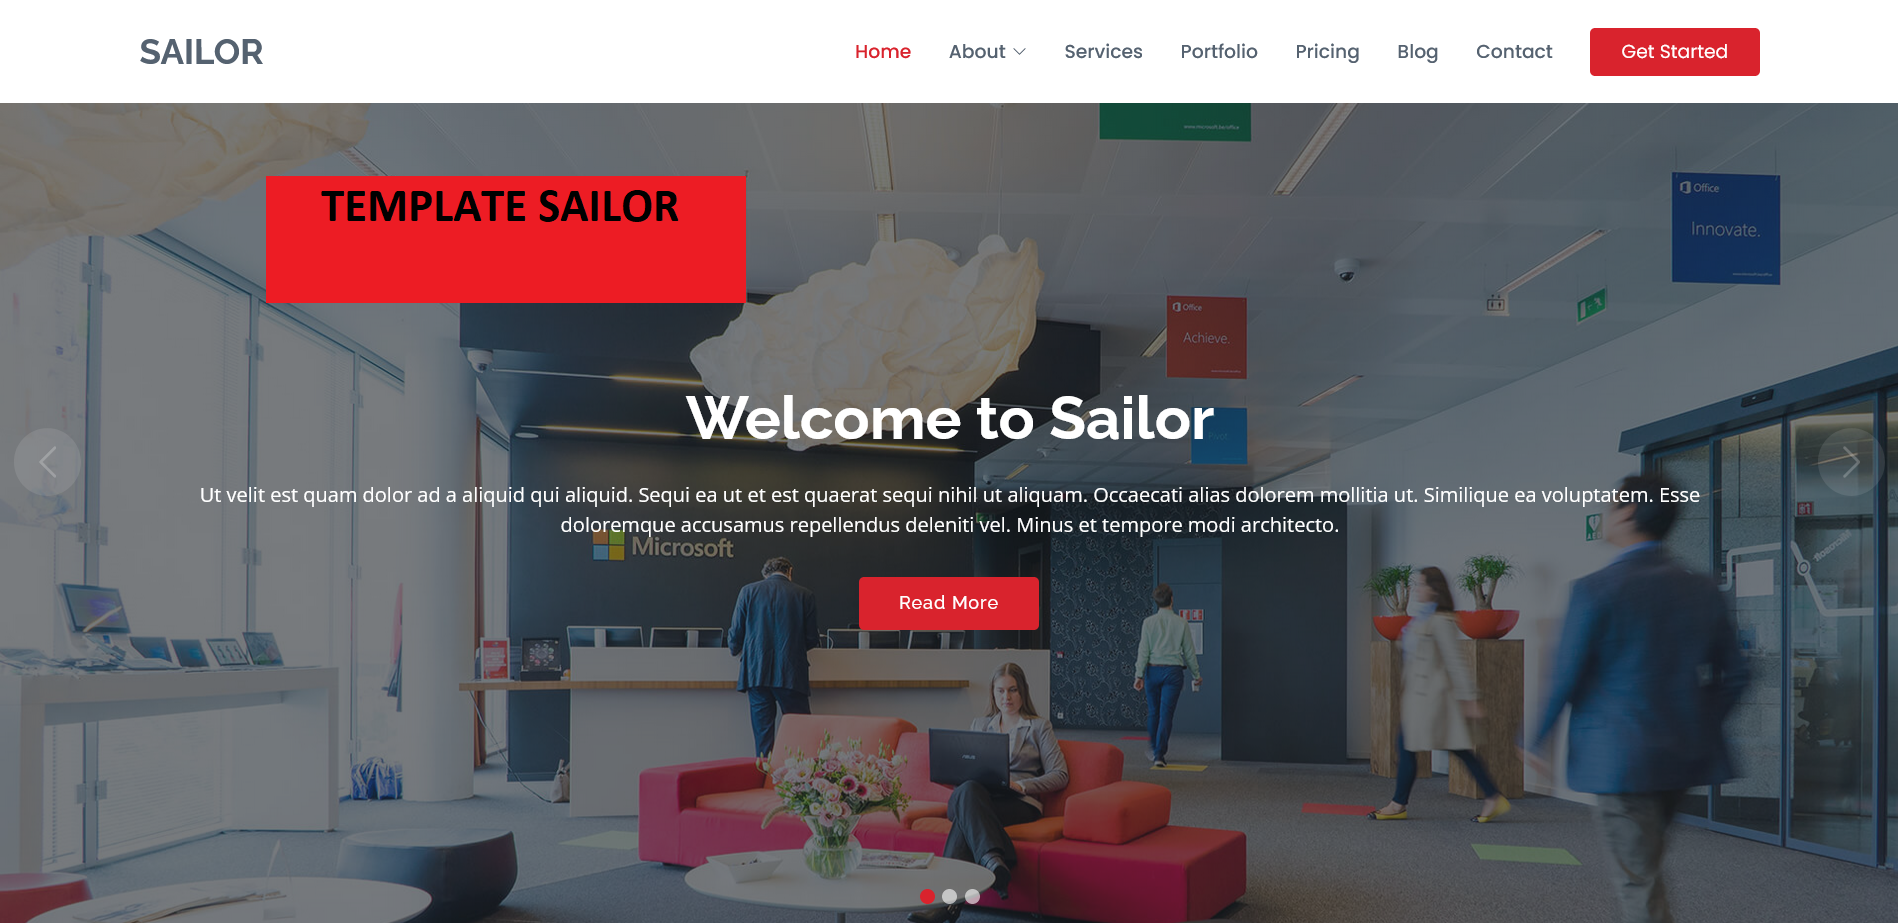 SAILOR
Home About Services Portfolio Pricing Blog Contact Get Started
TEMPLATE SAILOR
Office
Innovate.
Office
Achieve.
Welcome to Sailor
Ut velit est quam dolor ad a aliquid qui aliquid. Sequi ea ut et est quaerat sequi nihil ut aliquam. Occaecati alias dolorem mollitia ut. Similique ea voluptatem. Esse
doloremque accusamus repellendus deleniti vel. Minus et tempore modi architecto.
Microsoft
Read More